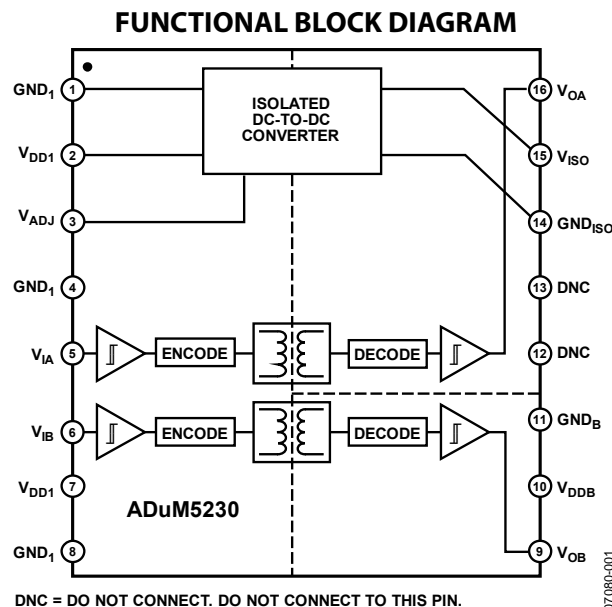 FUNCTIONAL BLOCK DIAGRAM
GND1 1
VDD1 2
VADJ 3
GND1 4
VIA 5
VIB 6
VDD1 7
GND1 8
ISOLATED
DC-TO-DC
CONVERTER
ENCODE
DECODE
ENCODE
DECODE
ADuM5230
16 VOA
15 VISO
14 GNDISO
13 DNC
12 DNC
11 GNDB
10 VDDB
9 VOB
DNC = DO NOT CONNECT. DO NOT CONNECT TO THIS PIN.
07080-001